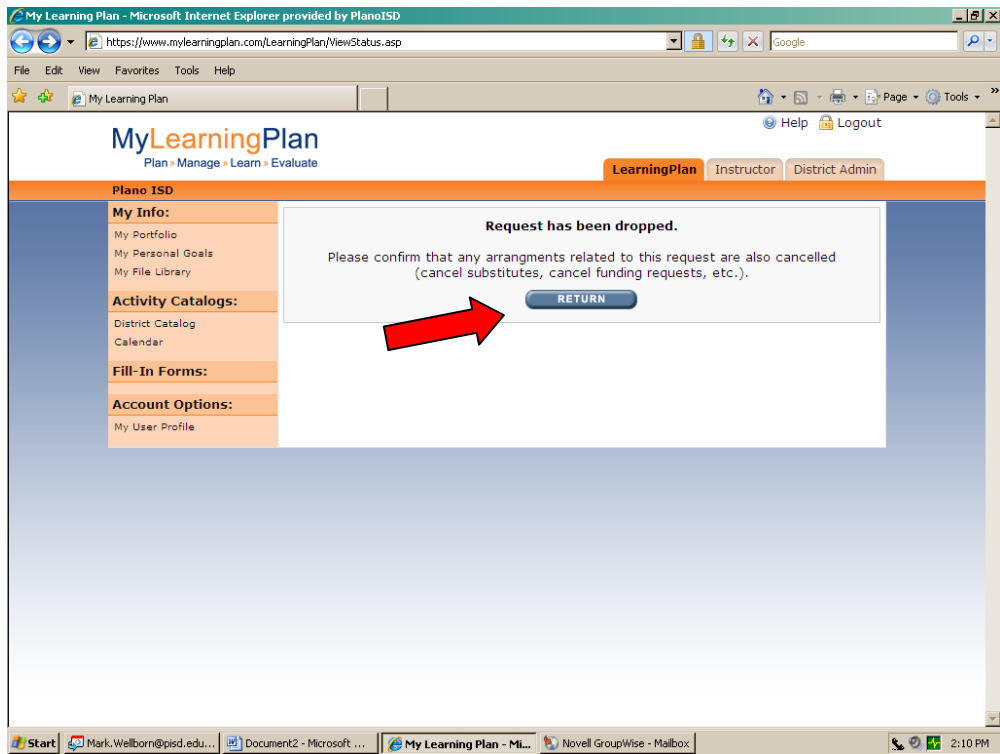 My Learning Plan - Microsoft Internet Explorer provided by PlanoISD
https://www.mylearningplan.com/LearningPlan/ViewStatus.asp
Google
File Edit View Favorites Tools Help
My Learning Plan
Page Tools »
Help Logout
MyLearningPlan
Plan » Manage » Learn » Evaluate
LearningPlan Instructor District Admin
Plano ISD
My Info:
My Portfolio
My Personal Goals
My File Library
Activity Catalogs:
District Catalog
Calendar
Fill-In Forms:
Account Options:
My User Profile
Request has been dropped.
Please confirm that any arrangments related to this request are also cancelled
(cancel substitutes, cancel funding requests, etc.).
RETURN
Start Mark.Wellborn@pisd.edu... Document2 - Microsoft ... My Learning Plan - Mi... Novell GroupWise - Mailbox 2:10 PM